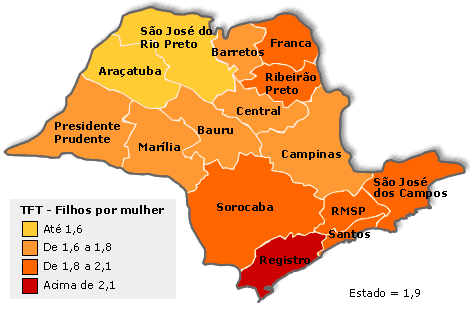 São José do
Rio Preto
Franca
Barretos
Araçatuba
Ribeirão
Preto
Central
Presidente
Prudente
Bauru
Marília
Campinas
São José
dos Campos
Sorocaba
RMSP
Santos
Registro
TFT - Filhos por mulher
Até 1,6
De 1,6 a 1,8
De 1,8 a 2,1
Acima de 2,1
Estado = 1,9